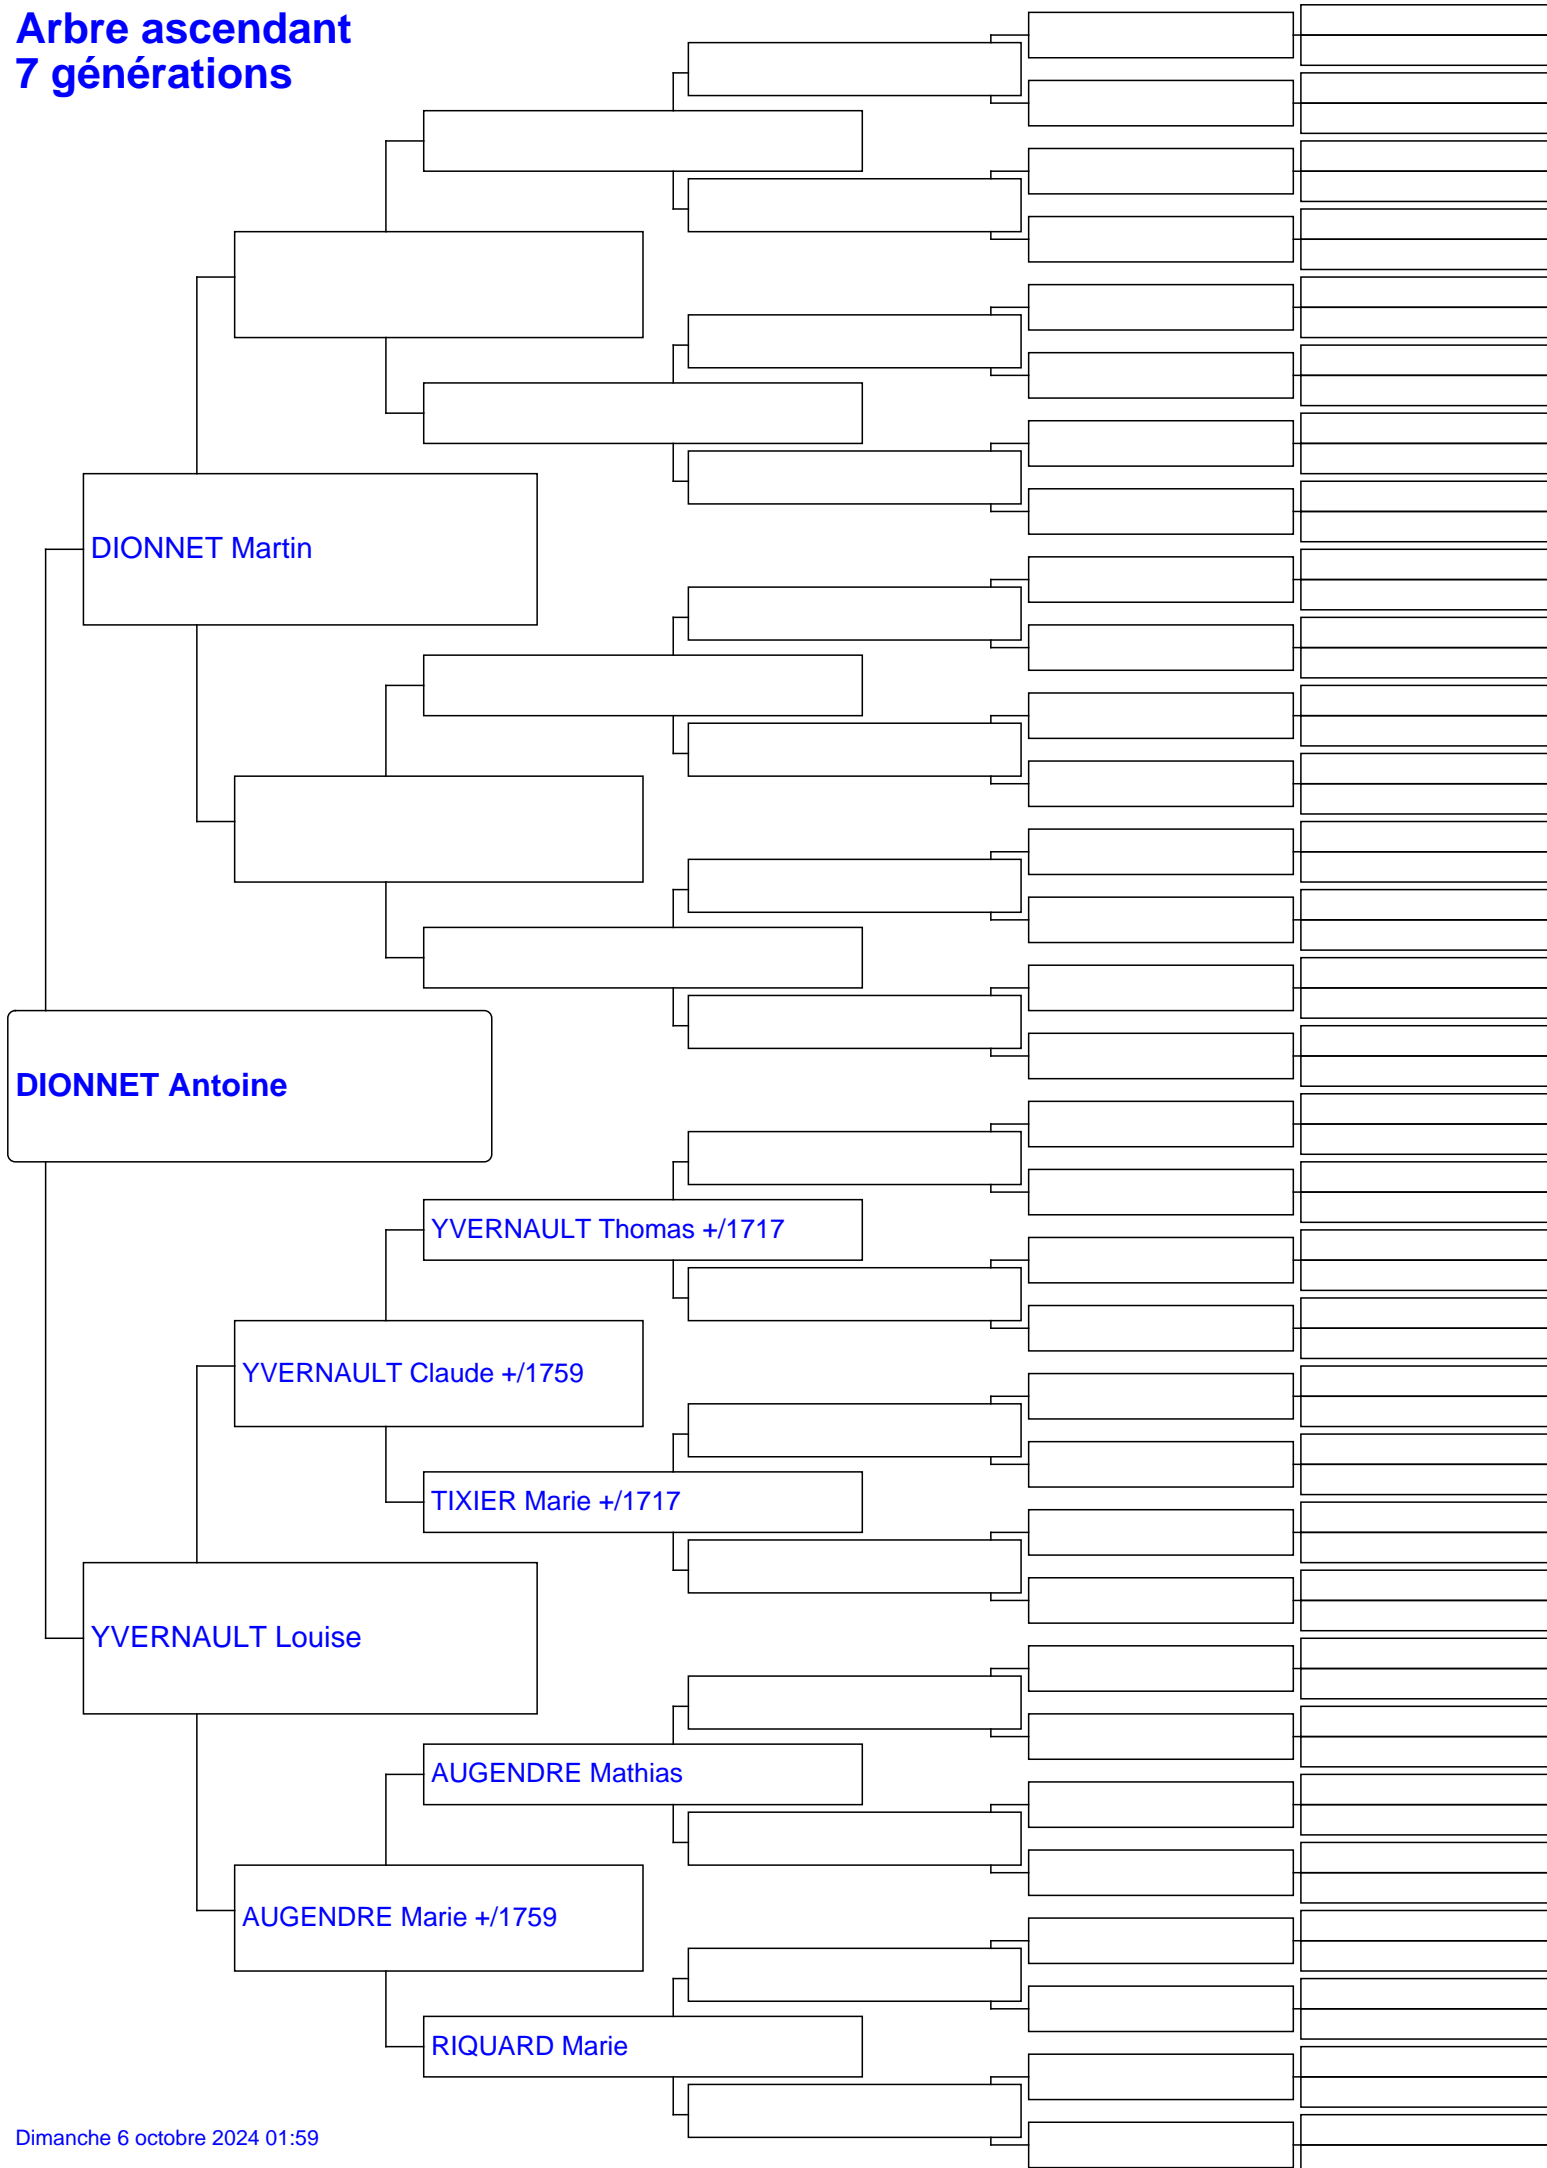 Arbre ascendant
7 générations
DIONNET Martin
DIONNET Antoine
YVERNAULT Thomas +/1717
YVERNAULT Claude +/1759
TIXIER Marie +/1717
YVERNAULT Louise
AUGENDRE Mathias
AUGENDRE Marie +/1759
RIQUARD Marie
Dimanche 6 octobre 2024 01:59